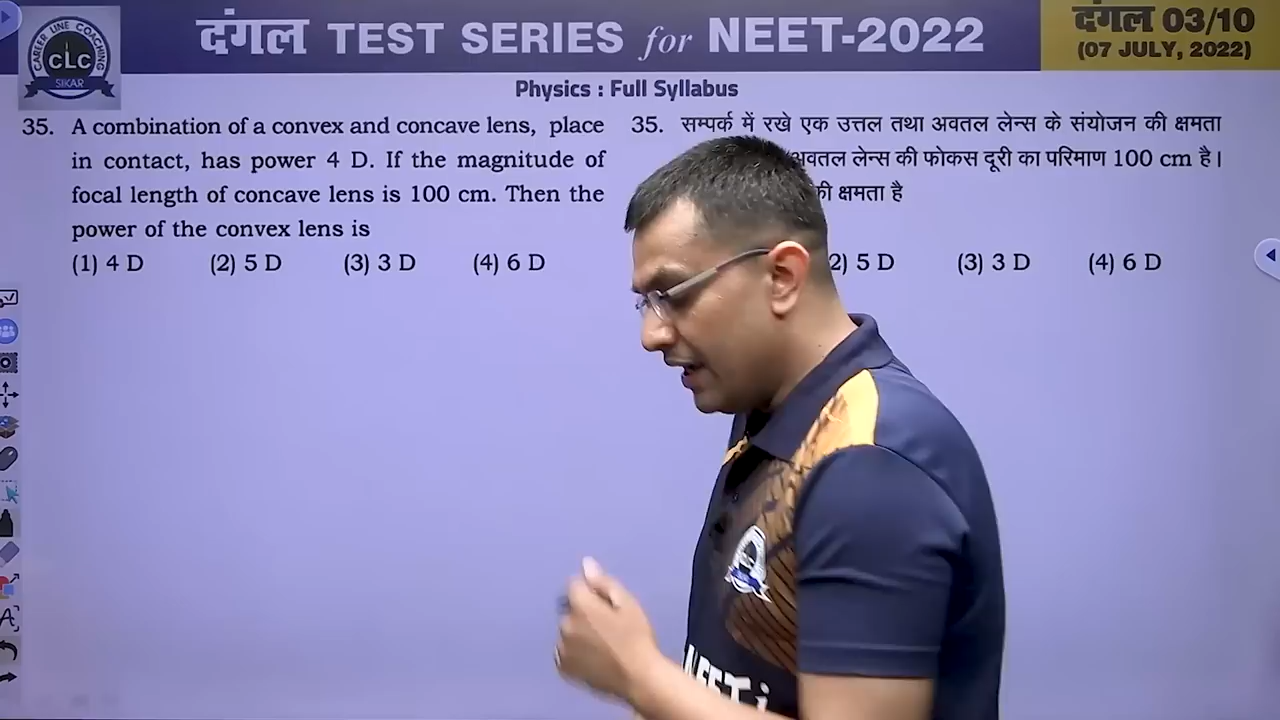 दंगल TEST SERIES for NEET-2022
दंगल 03/10
(07 JULY, 2022)
CAREER LINE COACHING
CLC
SIKAR
Physics : Full Syllabus
35. A combination of a convex and concave lens, place
in contact, has power 4 D. If the magnitude of
focal length of concave lens is 100 cm. Then the
power of the convex lens is
(1) 4 D (2) 5 D (3) 3 D (4) 6 D
35. सम्पर्क में रखे एक उत्तल तथा अवतल लेन्स के संयोजन की क्षमता
अवतल लेन्स की फोकस दूरी का परिमाण 100 cm है।
की क्षमता है
2) 5 D (3) 3 D (4) 6 D